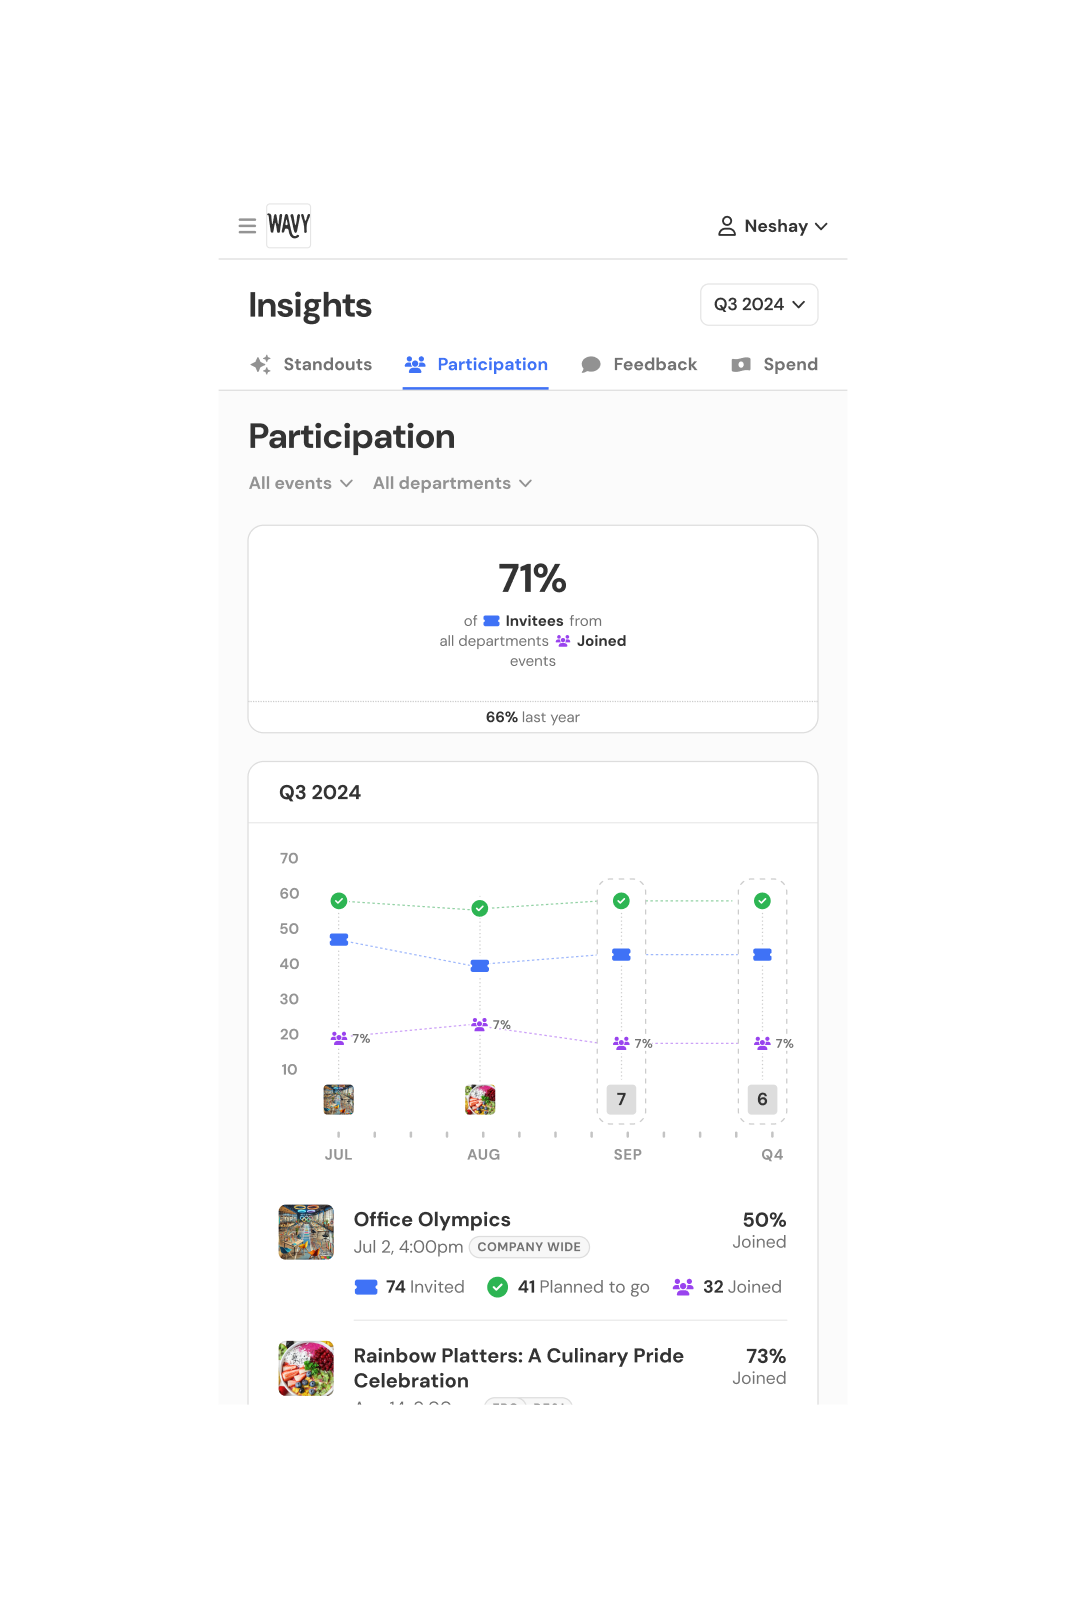 WAVY
Neshay
Insights
Q3 2024
Standouts Participation Feedback Spend
Participation
All events All departments
71%
of Invitees from
all departments Joined
events
66% last year
Q3 2024
70
60
50
40
30
20
10
7%
7%
7%
7%
7
6
JUL AUG SEP Q4
Office Olympics
50%
Jul 2, 4:00pm COMPANY WIDE
Joined
74 Invited 41 Planned to go 32 Joined
Rainbow Platters: A Culinary Pride
Celebration
73%
Joined